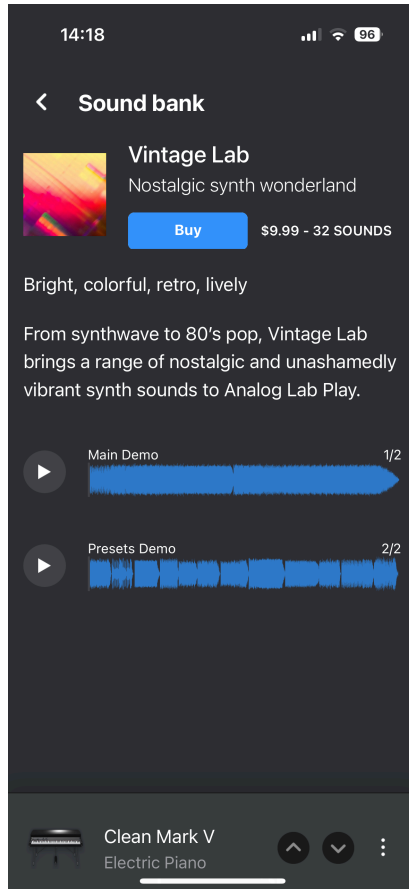 14:18
96
Sound bank
Vintage Lab
Nostalgic synth wonderland
Buy
$9.99 - 32 SOUNDS
Bright, colorful, retro, lively
From synthwave to 80’s pop, Vintage Lab
brings a range of nostalgic and unashamedly
vibrant synth sounds to Analog Lab Play.
Main Demo
1/2
Presets Demo
2/2
Clean Mark V
Electric Piano